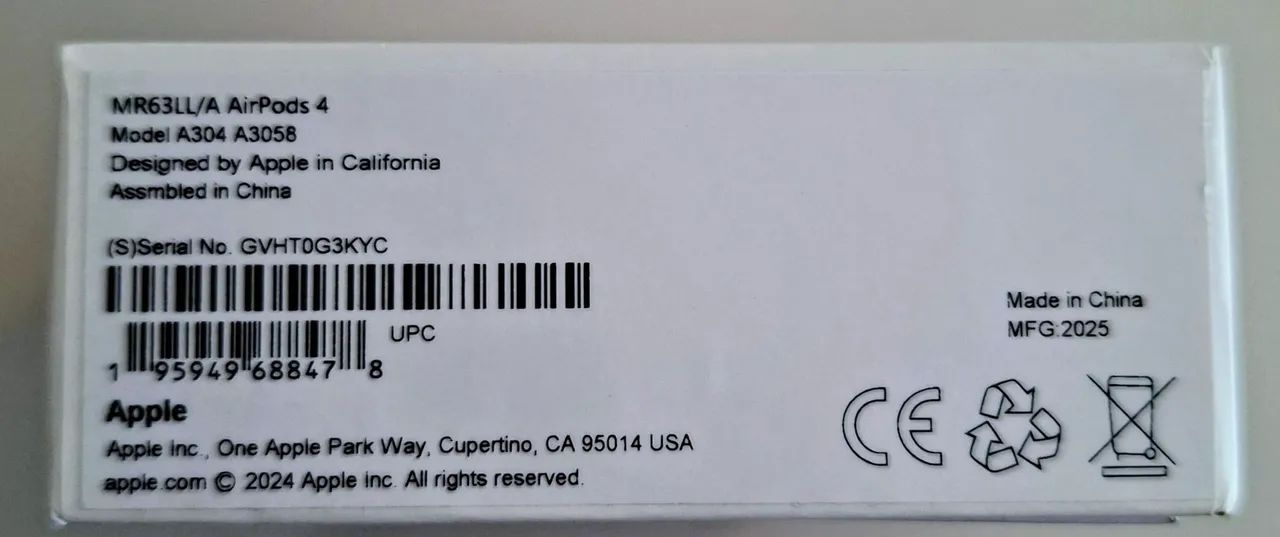 MR63LL/A AirPods 4
Model A304 A3058
Designed by Apple in California
Assmbled in China
(S)Serial No. GVHT0G3KYC
UPC
1 95949 68847 8
Made in China
MFG:2025
Apple
Apple Inc., One Apple Park Way, Cupertino, CA 95014 USA
apple.com © 2024 Apple Inc. All rights reserved.
CE